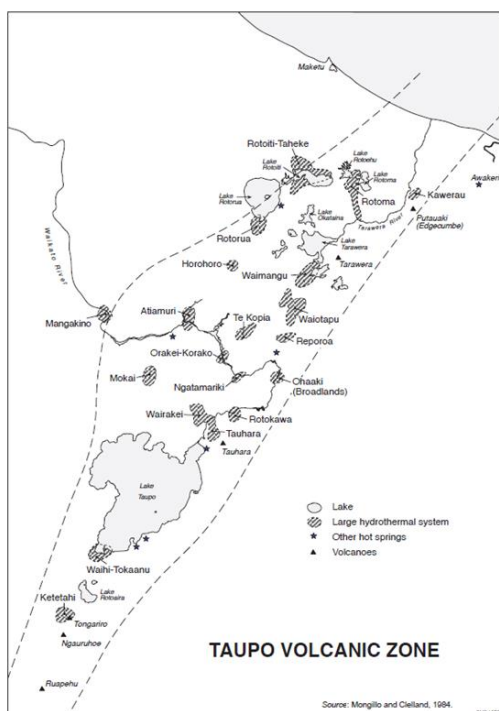 Maketu
Rotoiti-Taheke
Lake
Rotoiti
Lake
Rotoehu
Lake
Rotoma
Awakeri
Lake
Rotorua
Rotoma
Kawerau
Lake
Okataina
Putauaki
(Edgecumbe)
Tarawera River
Rotorua
Lake
Tarawera
Waikato River
Horohoro
Tarawera
Waimangu
Mangakino
Atiamuri
Te Kopia
Waiotapu
Orakei-Korako
Reporoa
Mokai
Ngatamariki
Ohaaki
(Broadlands)
Wairakei
Rotokawa
Tauhara
Tauhara
Lake
Taupo
Lake
Large hydrothermal system
Other hot springs
Volcanoes
Waihi-Tokaanu
Lake
Rotoaira
Ketetahi
Tongariro
Ngauruhoe
TAUPO VOLCANIC ZONE
Ruapehu
Source: Mongillo and Clelland, 1984.